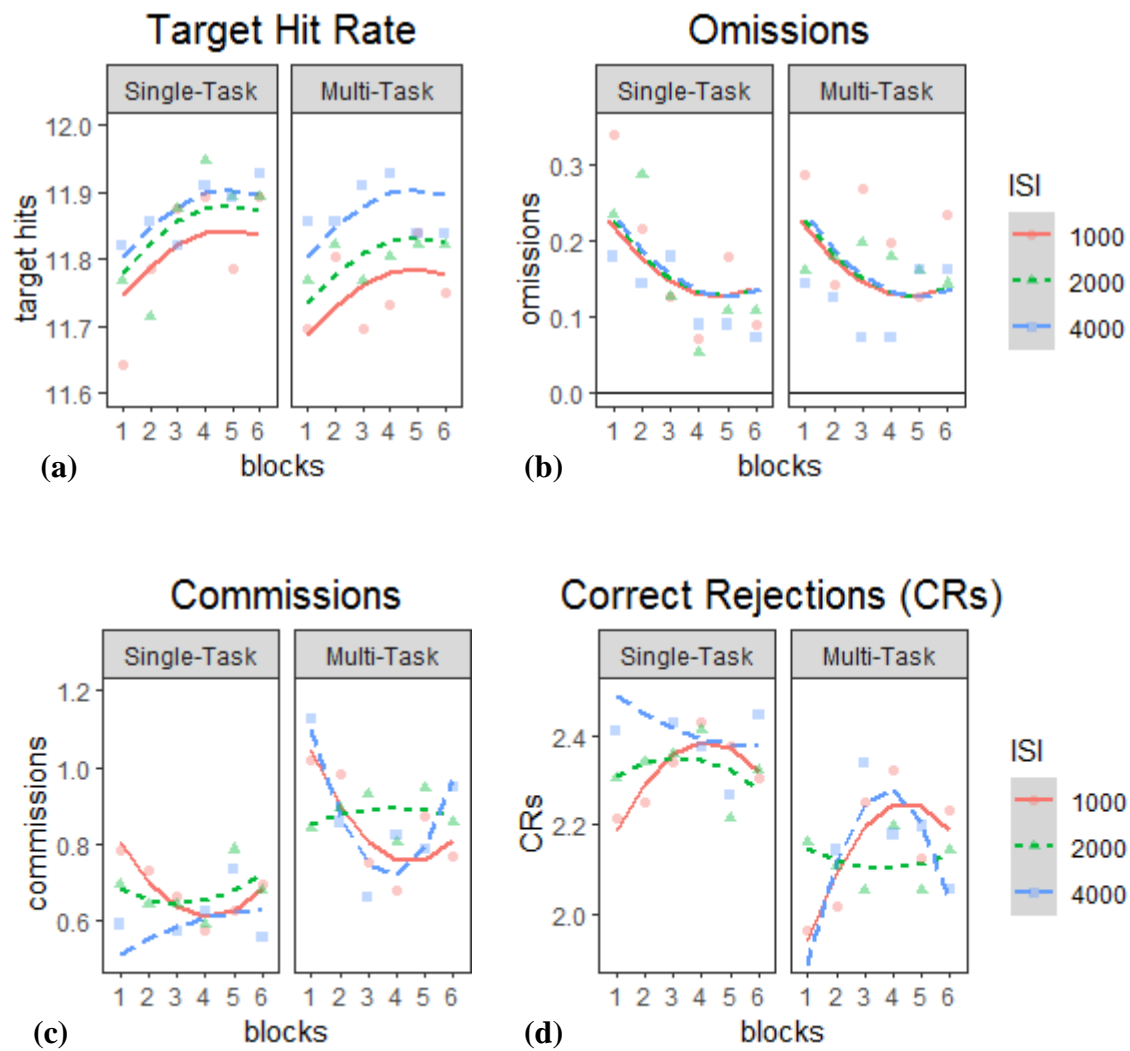 Target Hit Rate
Single-Task Multi-Task
target hits
12.0
11.9
11.8
11.7
11.6
1 2 3 4 5 6 1 2 3 4 5 6
blocks
(a)
Omissions
Single-Task Multi-Task
omissions
0.3
0.2
0.1
0.0
1 2 3 4 5 6 1 2 3 4 5 6
blocks
(b)
ISI
1000
2000
4000
Commissions
Single-Task Multi-Task
commissions
1.2
1.0
0.8
0.6
1 2 3 4 5 6 1 2 3 4 5 6
blocks
(c)
Correct Rejections (CRs)
Single-Task Multi-Task
CRs
2.4
2.2
2.0
1 2 3 4 5 6 1 2 3 4 5 6
blocks
(d)
ISI
1000
2000
4000